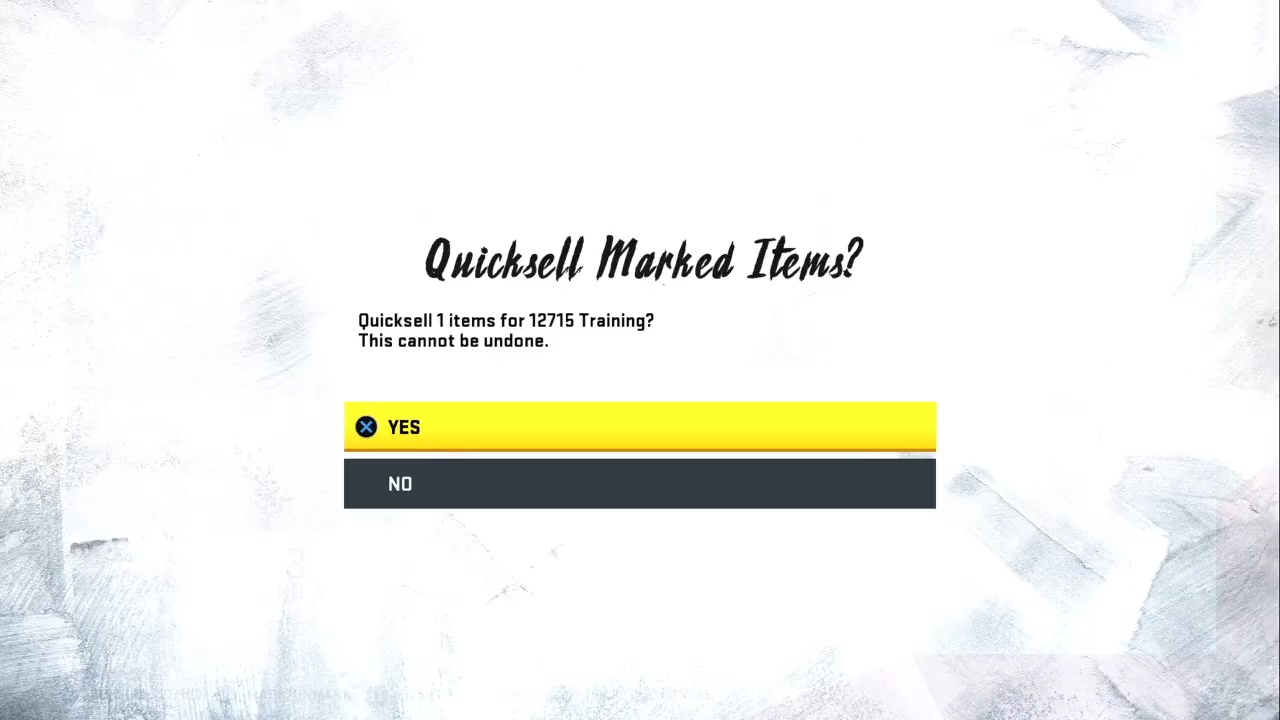 Quicksell Marked Items?
Quicksell 1 items for 12715 Training?
This cannot be undone.
YES
NO